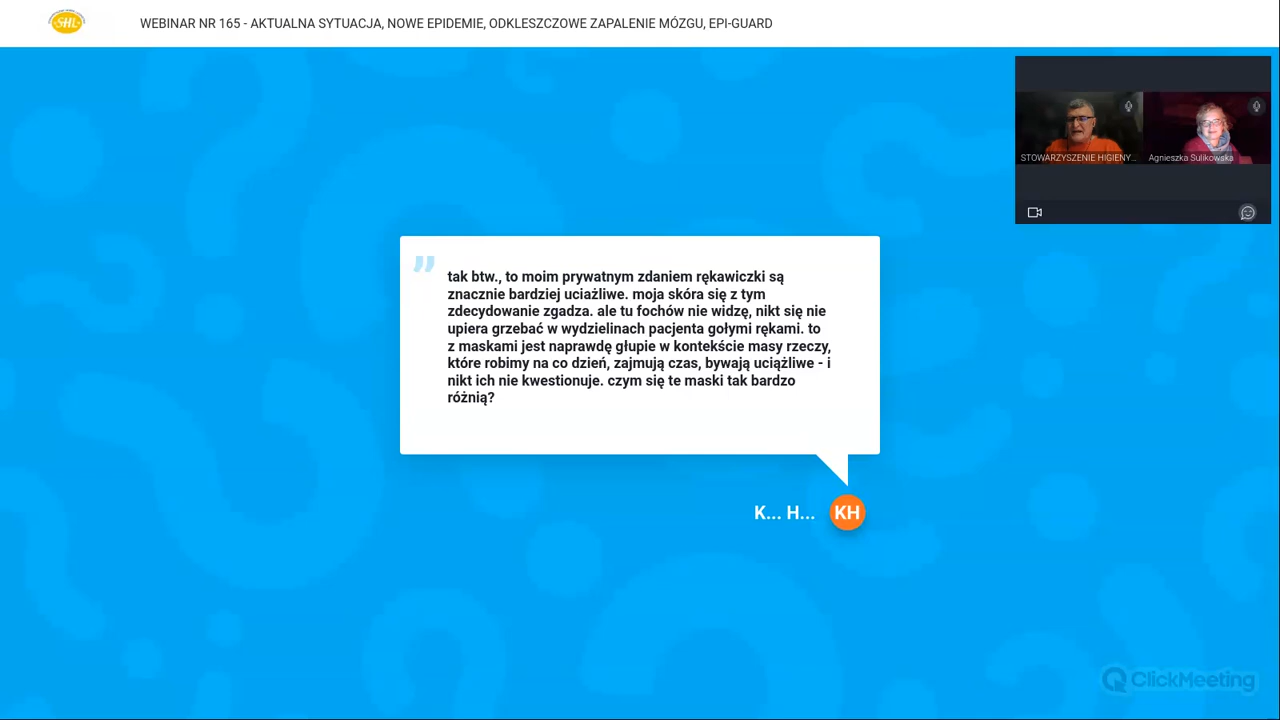 SHL
WEBINAR NR 165 - AKTUALNA SYTUACJA, NOWE EPIDEMIE, ODKLESZCZOWE ZAPALENIE MÓZGU, EPI-GUARD
STOWARZYSZENIE HIGIENY...
Agnieszka Sulikowska
tak btw., to moim prywatnym zdaniem rękawiczki są
znacznie bardziej uciażliwe. moja skóra się z tym
zdecydowanie zgadza. ale tu fochów nie widzę, nikt się nie
upiera grzebać w wydzielinach pacjenta gołymi rękami. to
z maskami jest naprawdę głupie w kontekście masy rzeczy,
które robimy na co dzień, zajmują czas, bywają uciążliwe - i
nikt ich nie kwestionuje. czym się te maski tak bardzo
różnią?
K... H...
KH
ClickMeeting